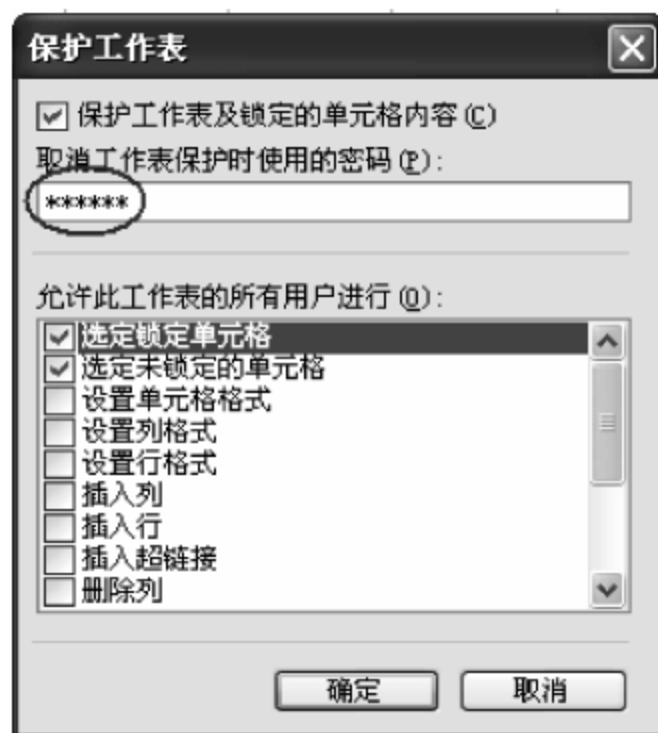 保护工作表
保护工作表及锁定的单元格内容(C)
取消工作表保护时使用的密码(P):
******
允许此工作表的所有用户进行(O):
选定锁定单元格
选定未锁定的单元格
设置单元格格式
设置列格式
设置行格式
插入列
插入行
插入超链接
删除列
确定 取消